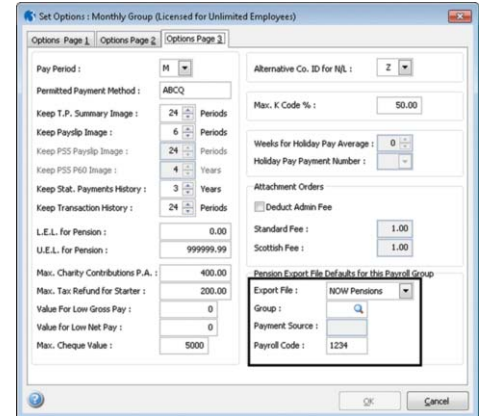 Set Options : Monthly Group (Licensed for Unlimited Employees)
Options Page 1 Options Page 2 Options Page 3
Pay Period : M
Permitted Payment Method : ABCQ
Keep T.P. Summary Image : 24 Periods
Keep Payslip Image : 6 Periods
Keep PSS Payslip Image : 24 Periods
Keep PSS P60 Image : 4 Years
Keep Stat. Payments History : 3 Years
Keep Transaction History : 24 Periods
L.E.L. for Pension : 0.00
U.E.L. for Pension : 999999.99
Max. Charity Contributions P.A. : 400.00
Max. Tax Refund for Starter : 200.00
Value For Low Gross Pay : 0
Value for Low Net Pay : 0
Max. Cheque Value : 5000
Alternative Co. ID for N/L : Z
Max. K Code % : 50.00
Weeks for Holiday Pay Average : 0
Holiday Pay Payment Number :
Attachment Orders
Deduct Admin Fee
Standard Fee : 1.00
Scottish Fee : 1.00
Pension Export File Defaults for this Payroll Group
Export File : NOW Pensions
Group :
Payment Source :
Payroll Code : 1234
OK Cancel